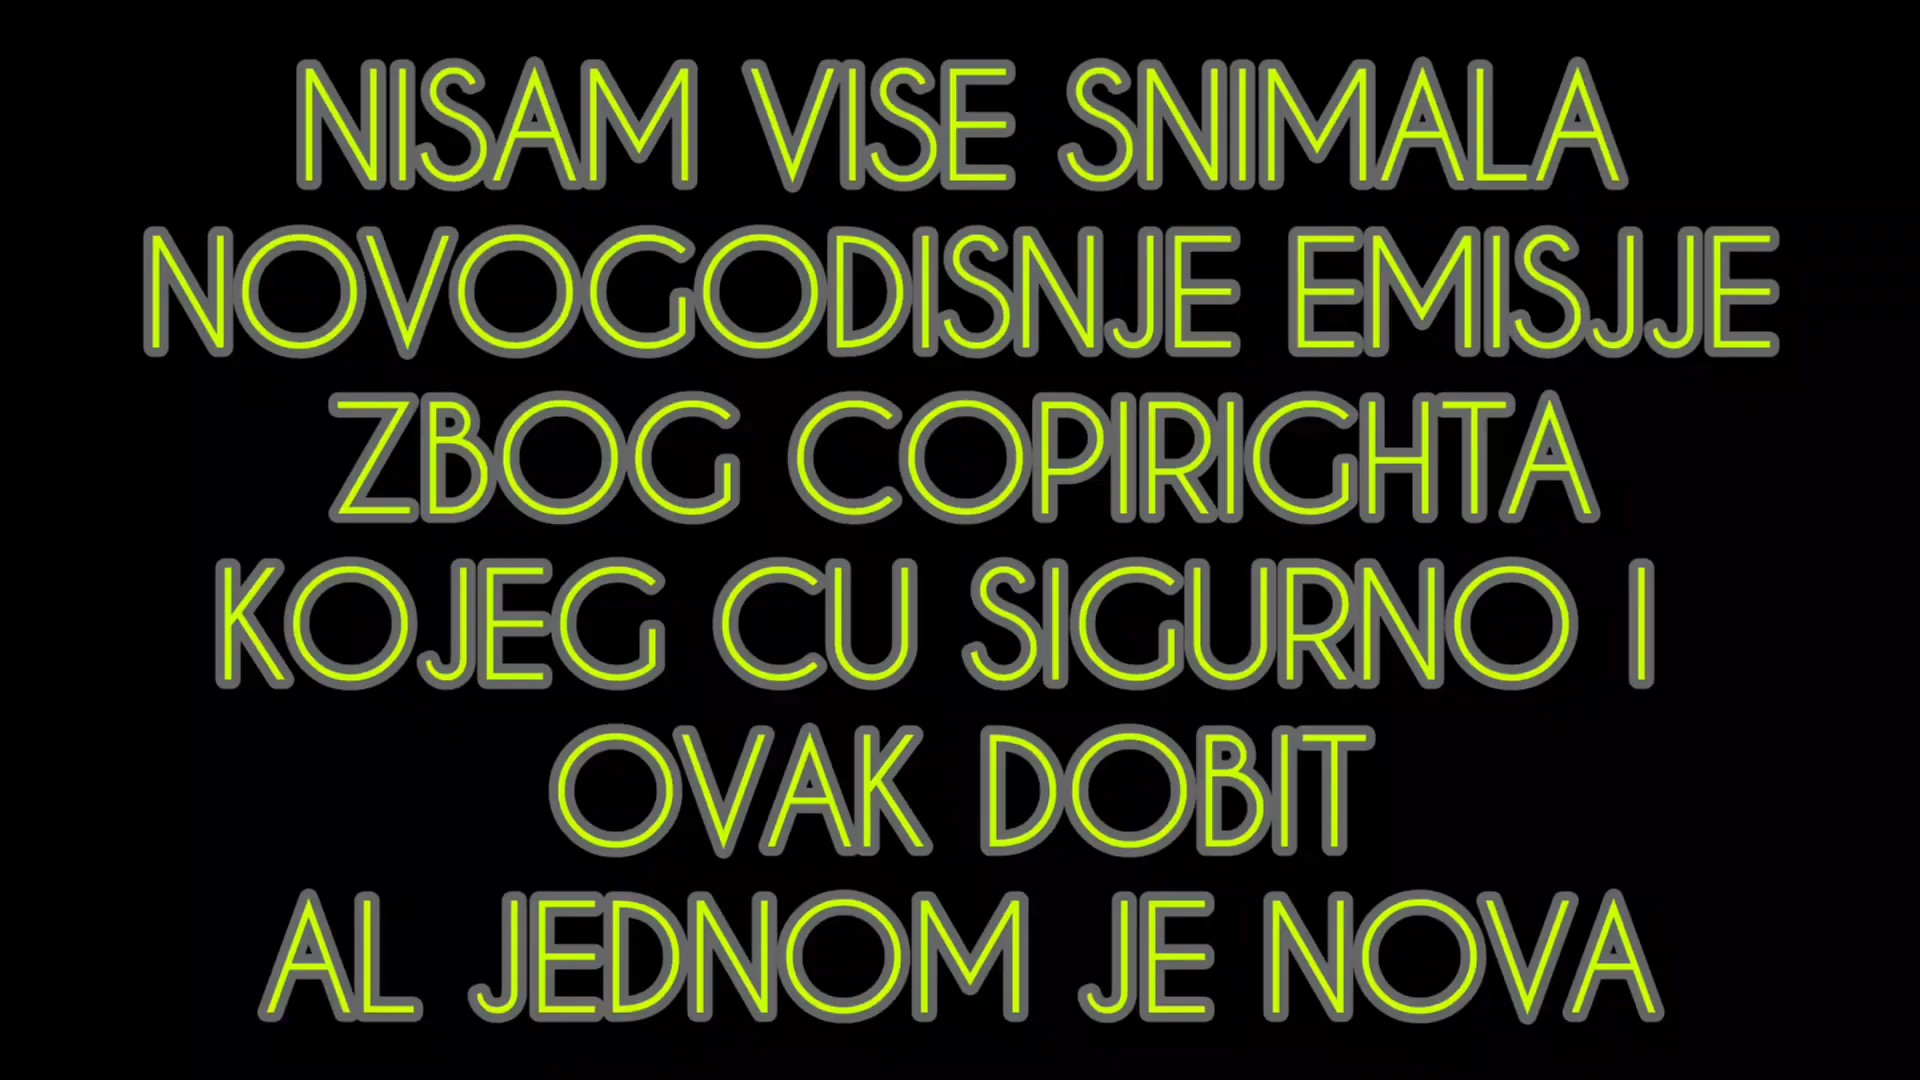 NISAM VISE SNIMALA
NOVOGODISNJE EMISJJE
ZBOG COPIRIGHTA
KOJEG CU SIGURNO I
OVAK DOBIT
AL JEDNOM JE NOVA